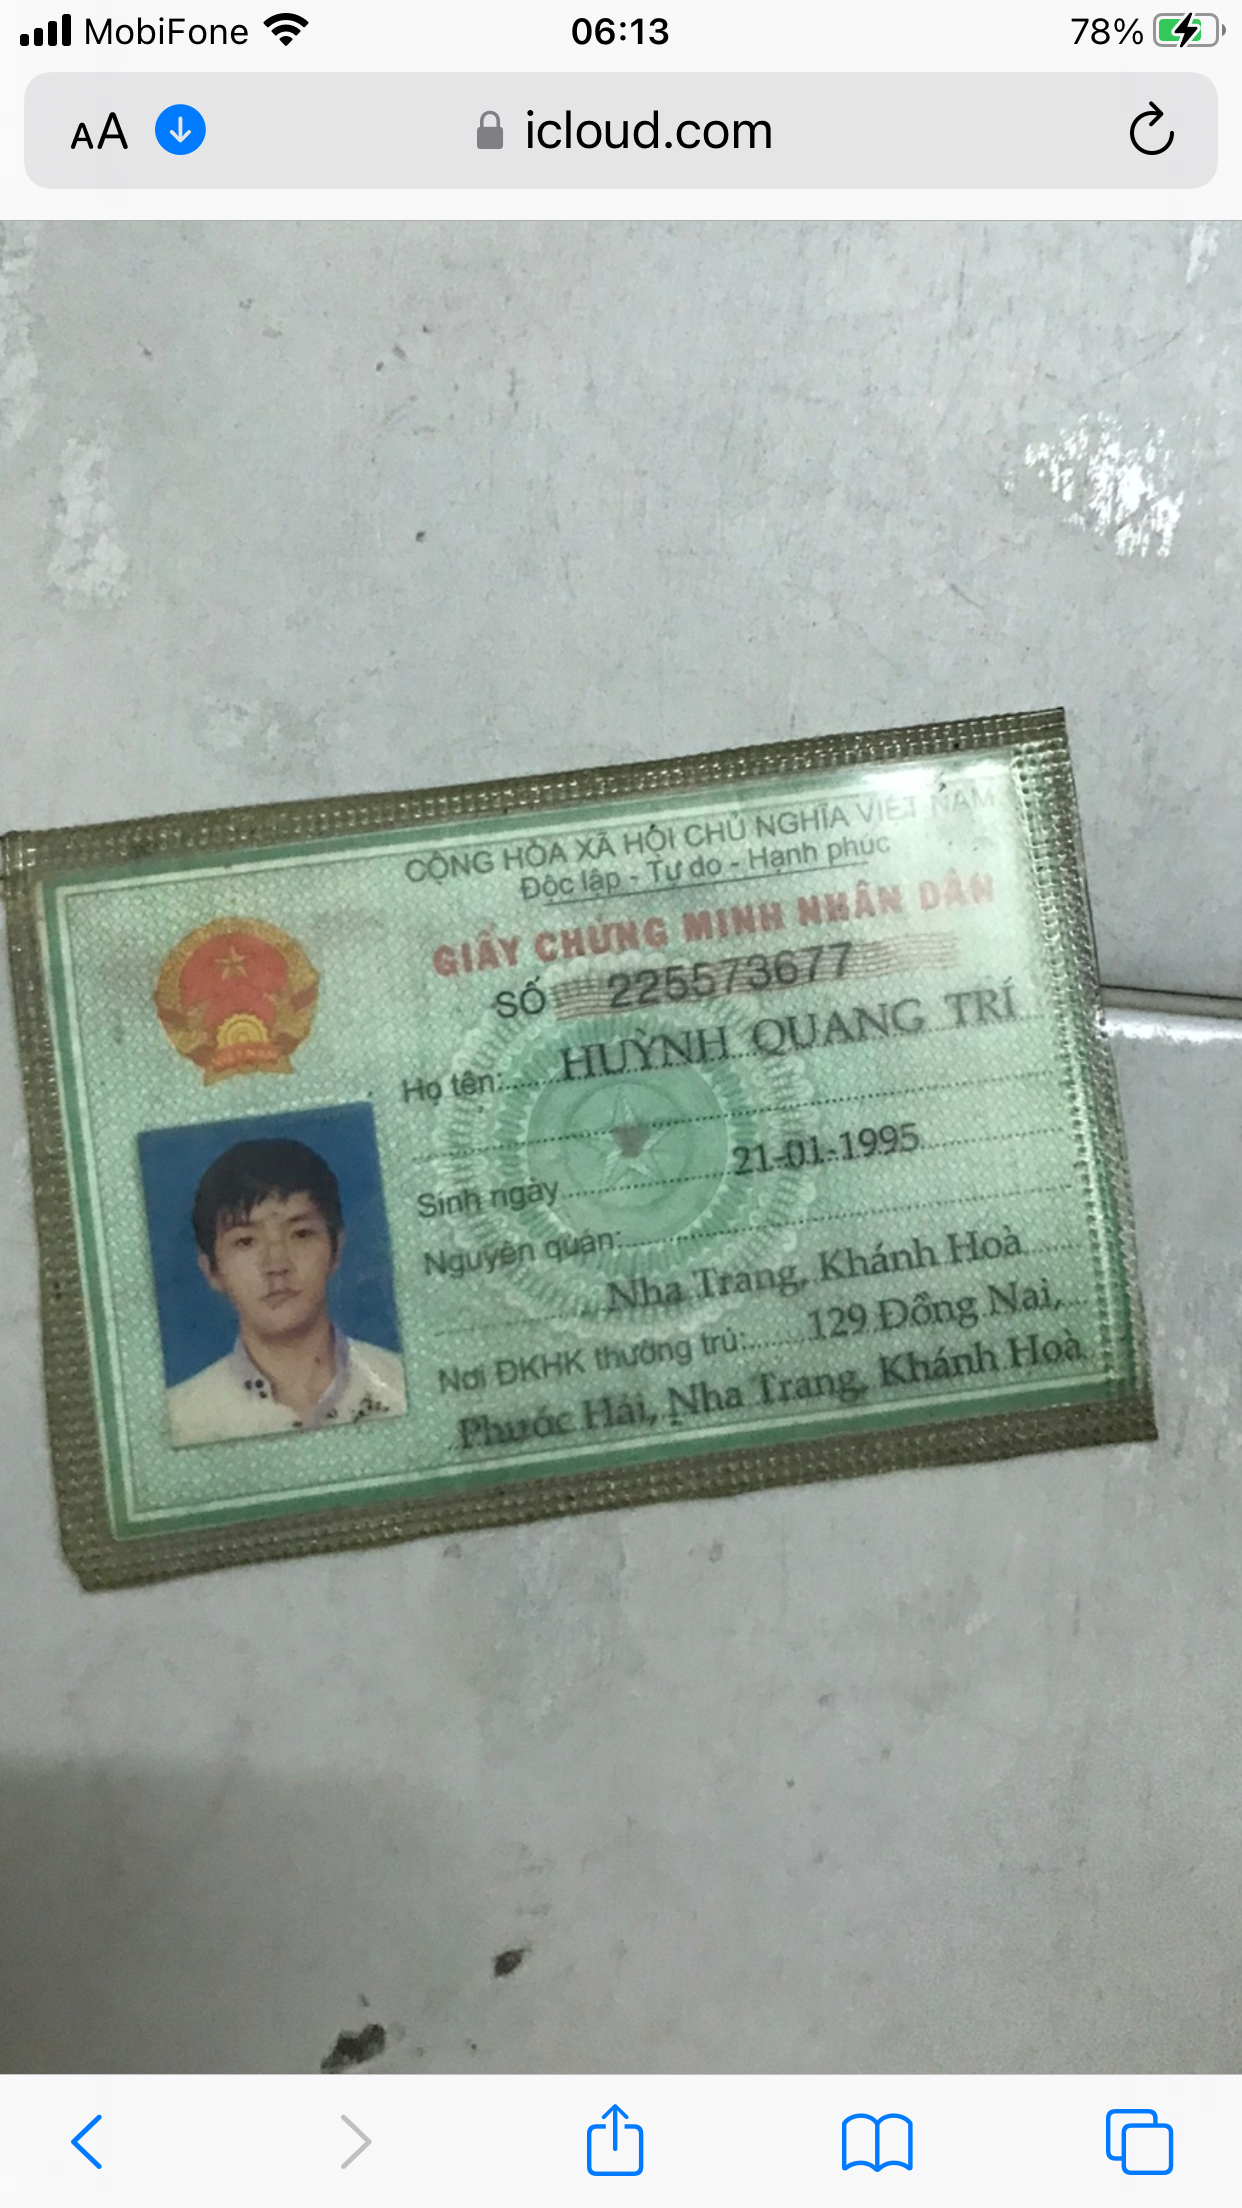 MobiFone
06:13
78%
AA
icloud.com
CỘNG HÒA XÃ HỘI CHỦ NGHĨA VIỆT NAM
Độc lập - Tự do - Hạnh phúc
GIẤY CHỨNG MINH NHÂN DÂN
SỐ 225573677
Họ tên: HUỲNH QUANG TRÍ
Sinh ngày 21-01-1995
Nguyên quán:
Nha Trang, Khánh Hoà
Nơi ĐKHK thường trú: 129 Đồng Nai,
Phước Hải, Nha Trang, Khánh Hoà